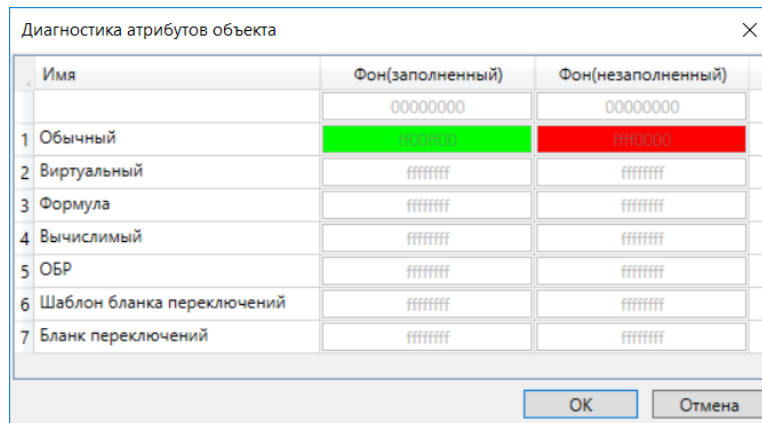 Диагностика атрибутов объекта
Имя Фон(заполненный) Фон(незаполненный)
00000000 00000000
1 Обычный ff00ff00 ffff0000
2 Виртуальный ffffffff ffffffff
3 Формула ffffffff ffffffff
4 Вычислимый ffffffff ffffffff
5 ОБР ffffffff ffffffff
6 Шаблон бланка переключений ffffffff ffffffff
7 Бланк переключений ffffffff ffffffff
OK Отмена